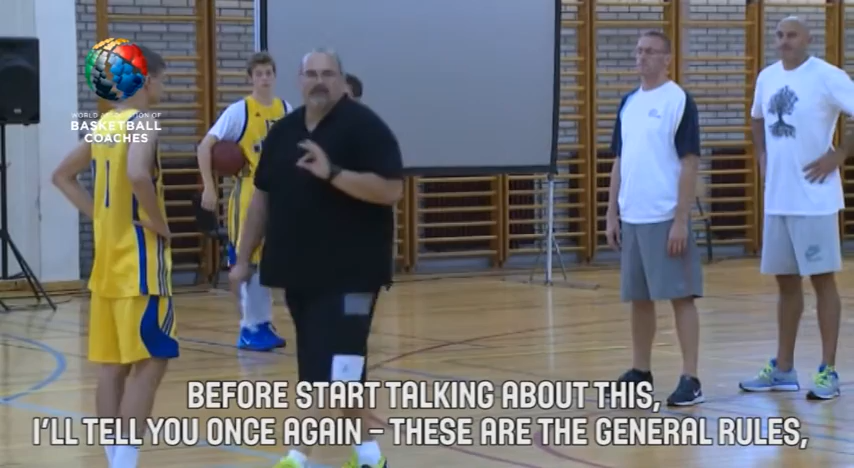 WORLD ASSOCIATION OF
BASKETBALL
COACHES
1
BEFORE START TALKING ABOUT THIS,
I'LL TELL YOU ONCE AGAIN – THESE ARE THE GENERAL RULES,